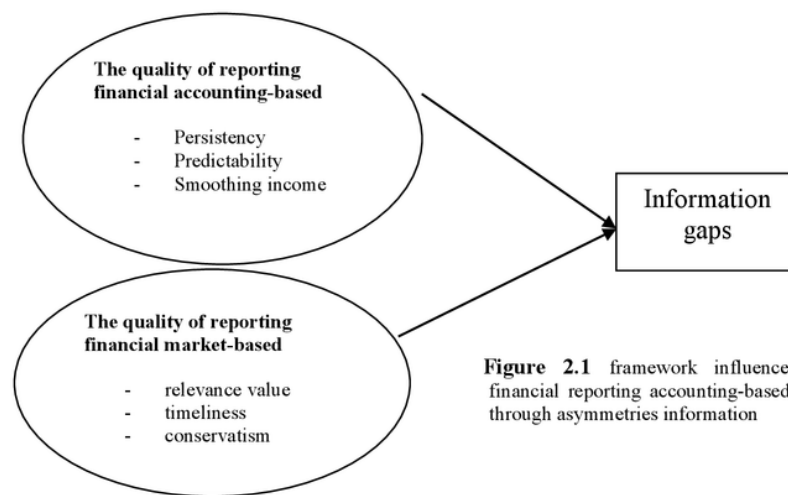 The quality of reporting
financial accounting-based
- Persistency
- Predictability
- Smoothing income
Information
gaps
The quality of reporting
financial market-based
- relevance value
- timeliness
- conservatism
Figure 2.1 framework influence
financial reporting accounting-based
through asymmetries information